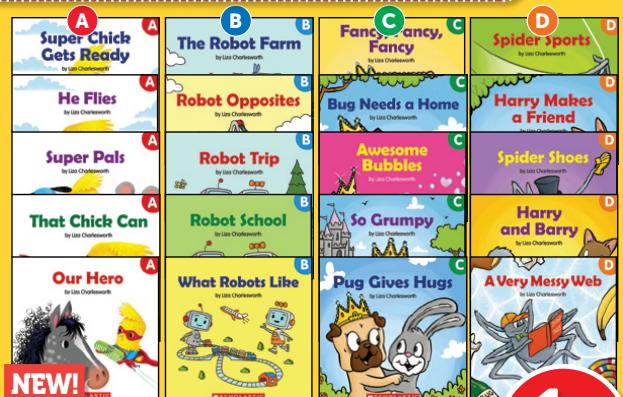 A
B
C
D
Super Chick
Gets Ready
by Liza Charlesworth
A
He Flies
by Liza Charlesworth
A
Super Pals
by Liza Charlesworth
A
That Chick Can
by Liza Charlesworth
A
Our Hero
by Liza Charlesworth
A
NEW!
The Robot Farm
by Liza Charlesworth
B
Robot Opposites
by Liza Charlesworth
B
Robot Trip
by Liza Charlesworth
B
Robot School
by Liza Charlesworth
B
What Robots Like
by Liza Charlesworth
B
SCHOLASTIC
Fancy, Fancy,
Fancy
by Liza Charlesworth
C
Bug Needs a Home
by Liza Charlesworth
C
Awesome
Bubbles
by Liza Charlesworth
C
So Grumpy
by Liza Charlesworth
C
Pug Gives Hugs
by Liza Charlesworth
C
SCHOLASTIC
Spider Sports
by Liza Charlesworth
D
Harry Makes
a Friend
by Liza Charlesworth
D
Spider Shoes
by Liza Charlesworth
D
Harry
and Barry
by Liza Charlesworth
D
A Very Messy Web
by Liza Charlesworth
D